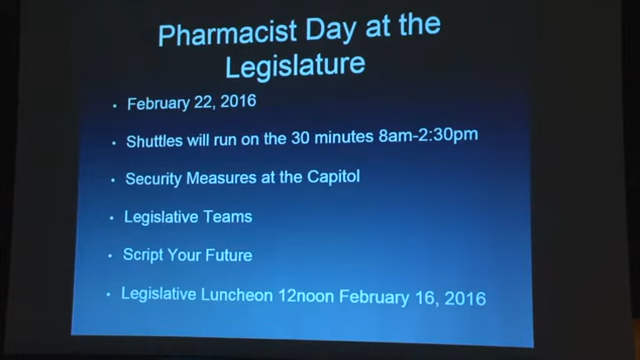 Pharmacist Day at the
Legislature
• February 22, 2016
• Shuttles will run on the 30 minutes 8am-2:30pm
• Security Measures at the Capitol
• Legislative Teams
• Script Your Future
• Legislative Luncheon 12noon February 16, 2016